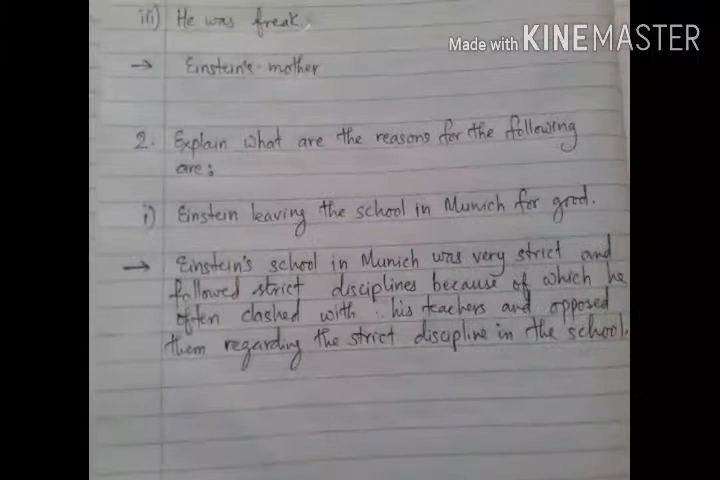 iii) He was freak.
Made with KINEMASTER
→ Einstein's mother
2. Explain what are the reasons for the following
are:
i) Einstein leaving the school in Munich for good.
→ Einstein's school in Munich was very strict and
followed strict disciplines because of which he
often clashed with his teachers and opposed
them regarding the strict discipline in the school.